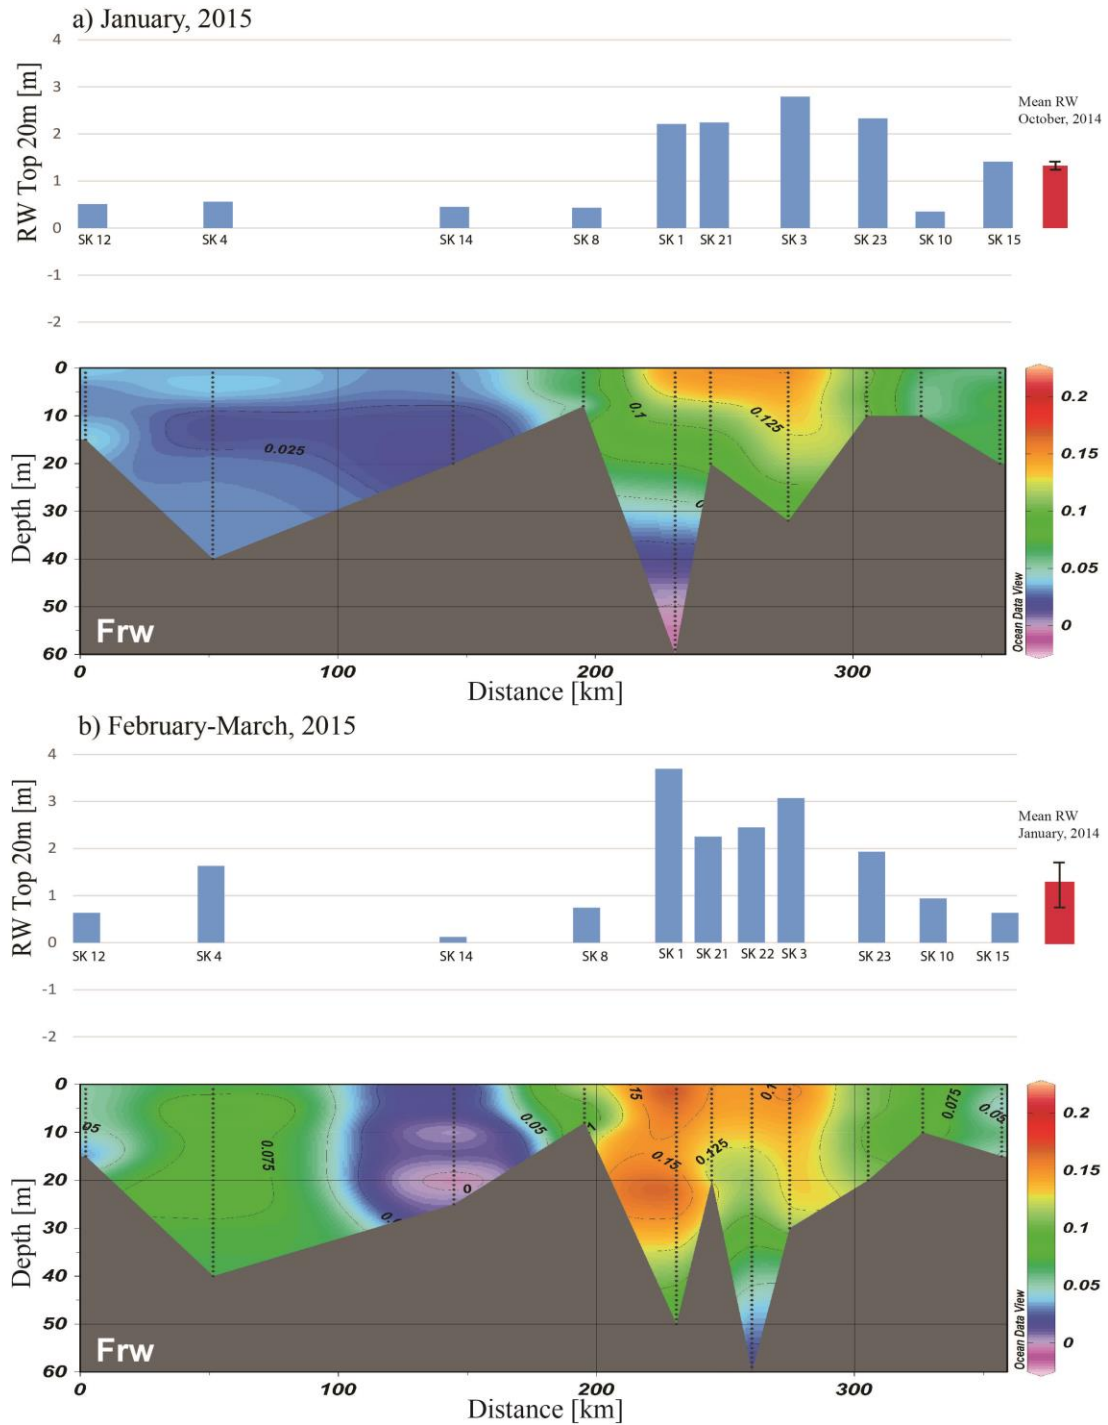 a) January, 2015
RW Top 20m [m]
4
3
2
1
0
-1
-2
Mean RW
October, 2014
SK 12 SK 4 SK 14 SK 8 SK 1 SK 21 SK 3 SK 23 SK 10 SK 15
Depth [m]
0
10
20
30
40
50
60
0.025
0.1
0.125
Frw
Ocean Data View
0.2
0.15
0.1
0.05
0
0 100 200 300
Distance [km]
b) February-March, 2015
RW Top 20m [m]
4
3
2
1
0
-1
-2
Mean RW
January, 2014
SK 12 SK 4 SK 14 SK 8 SK 1 SK 21 SK 22 SK 3 SK 23 SK 10 SK 15
Depth [m]
0
10
20
30
40
50
60
05
0.075
0
0.05
15
0.15
0.125
0.1
0.075
0.05
Frw
Ocean Data View
0.2
0.15
0.1
0.05
0
0 100 200 300
Distance [km]